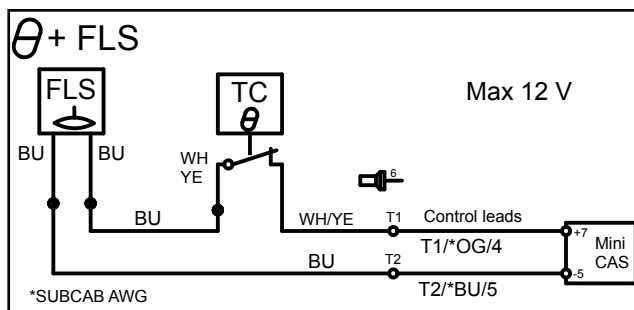 θ + FLS
FLS
TC
θ
Max 12 V
BU
BU
WH
YE
6
BU
WH/YE
T1
Control leads
+7
T1/*OG/4
Mini
CAS
BU
T2
-5
T2/*BU/5
*SUBCAB AWG